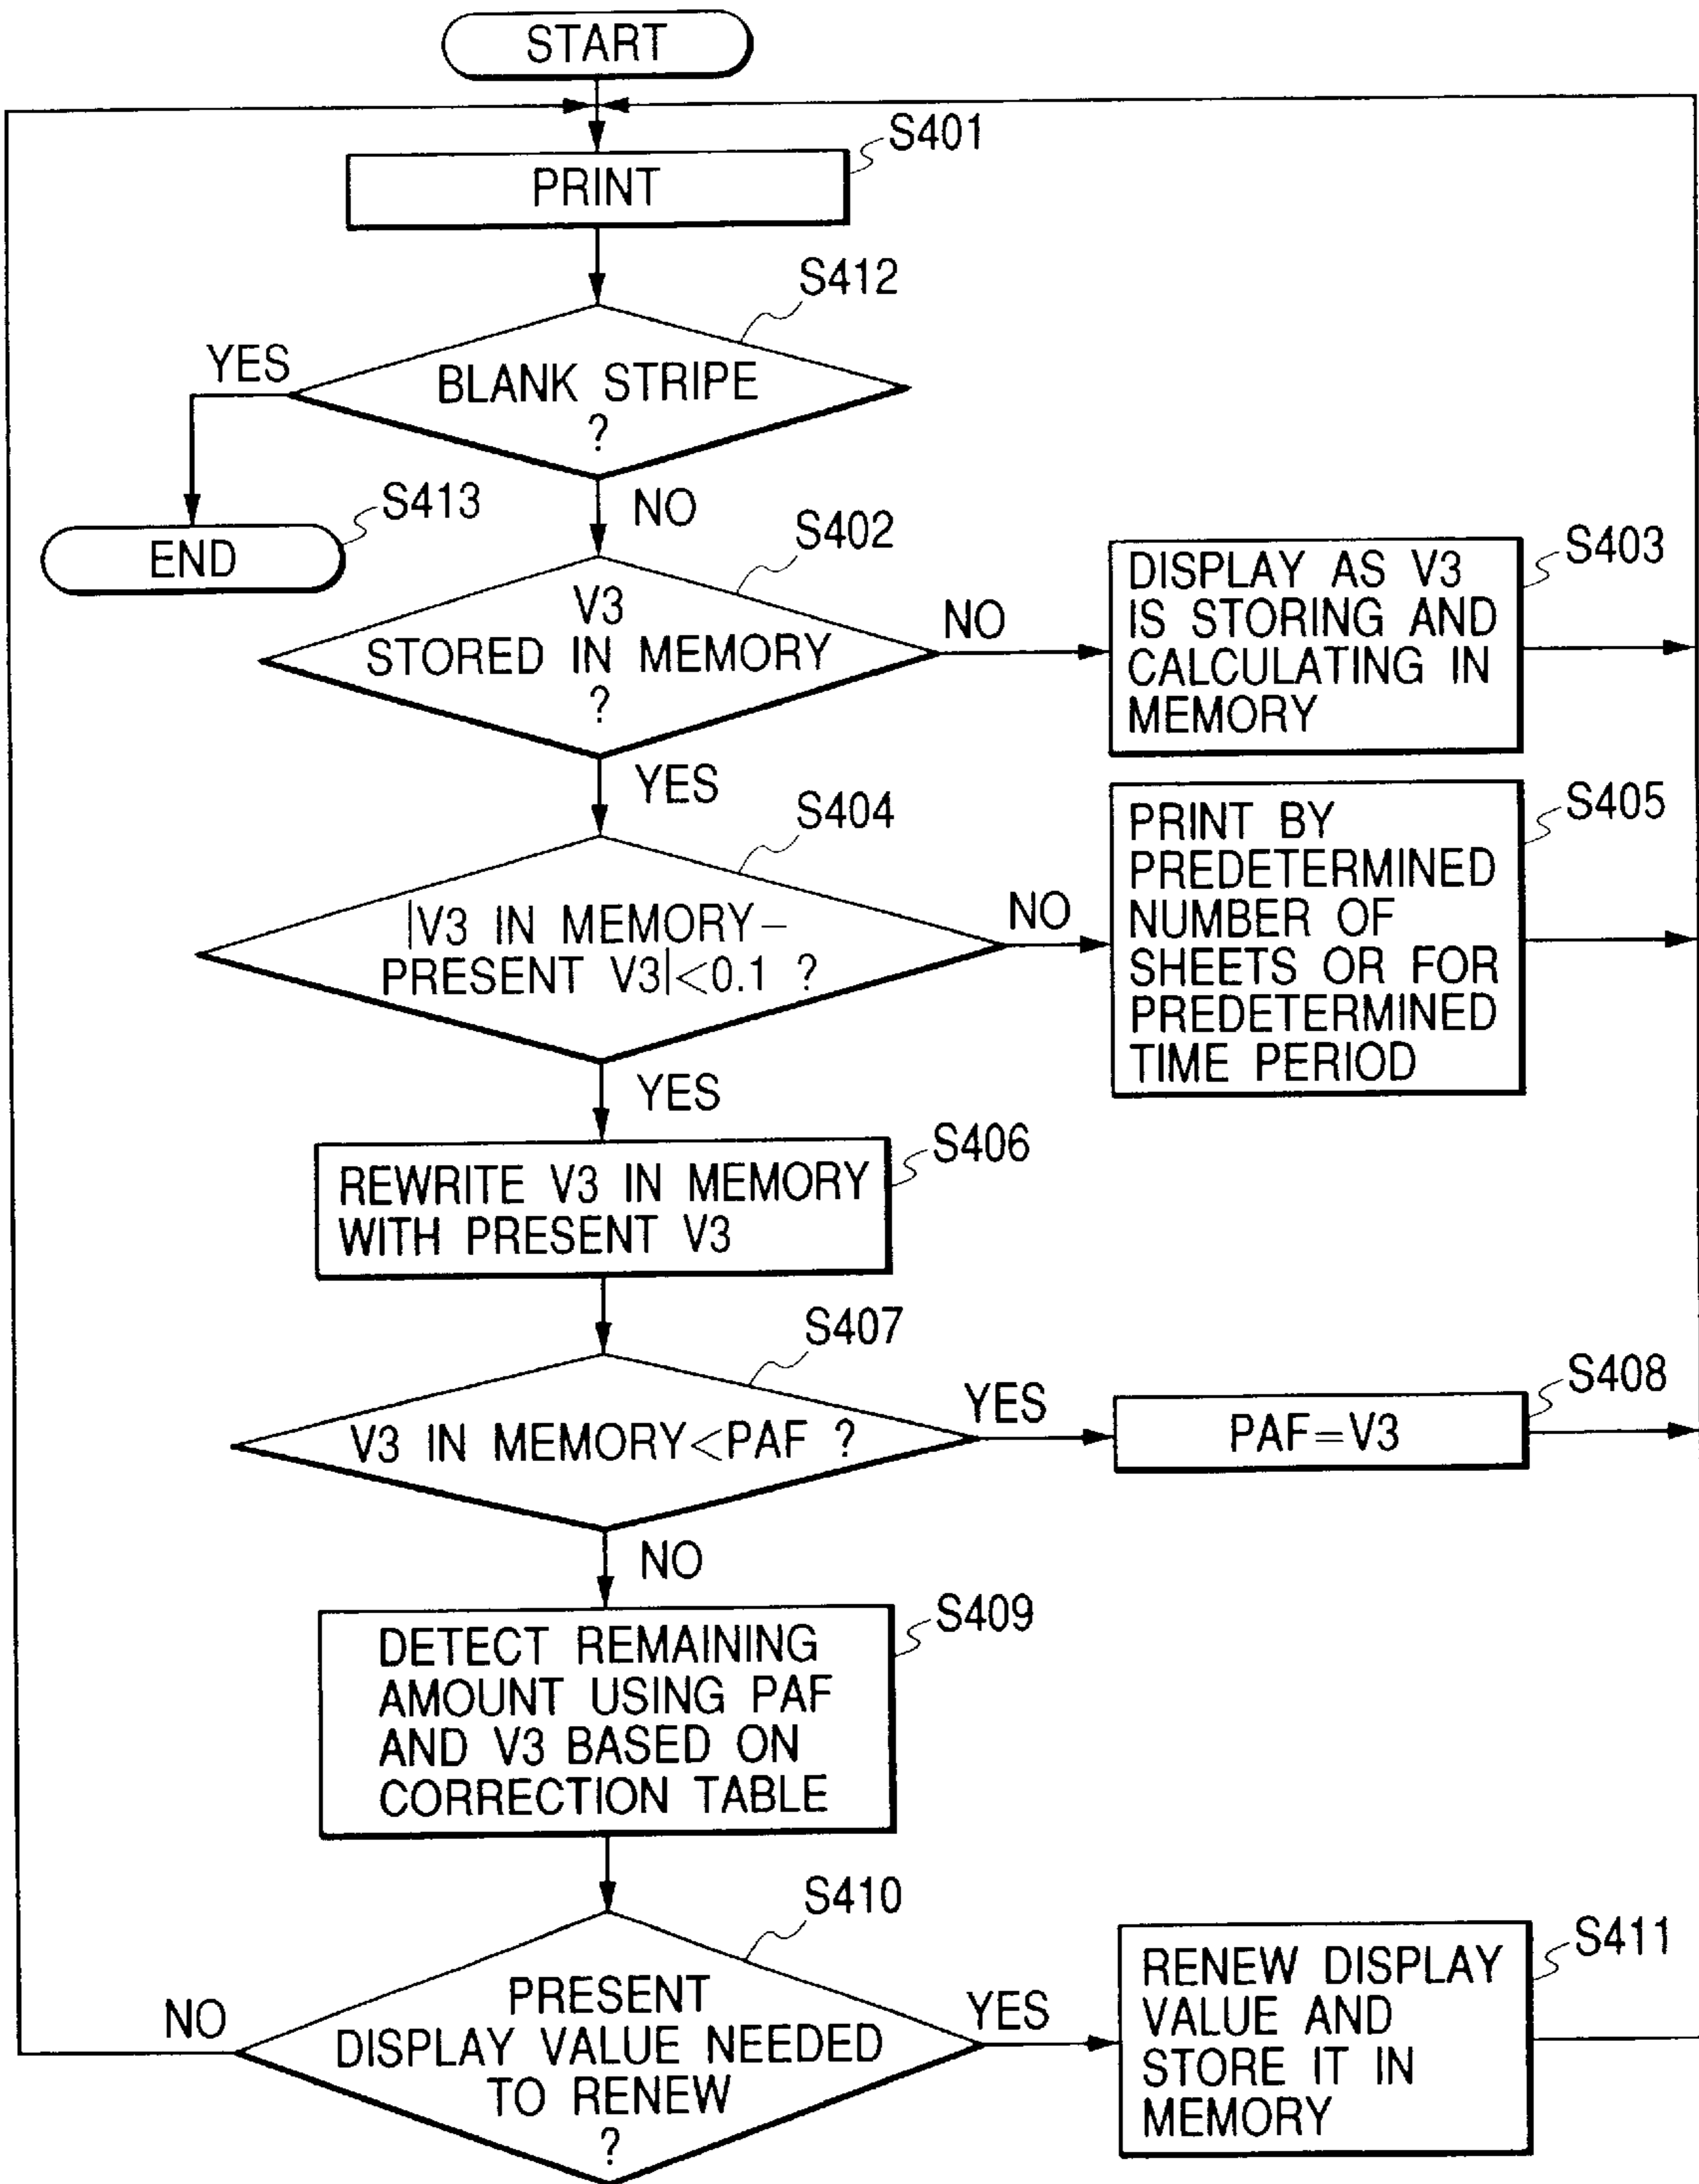 START
S401
PRINT
S412
YES
BLANK STRIPE
?
NO
S413
END
S402
V3
STORED IN MEMORY
?
NO
S403
DISPLAY AS V3
IS STORING AND
CALCULATING IN
MEMORY
YES
S404
|V3 IN MEMORY–
PRESENT V3|<0.1 ?
NO
S405
PRINT BY
PREDETERMINED
NUMBER OF
SHEETS OR FOR
PREDETERMINED
TIME PERIOD
YES
S406
REWRITE V3 IN MEMORY
WITH PRESENT V3
S407
V3 IN MEMORY<PAF ?
YES
S408
PAF=V3
NO
S409
DETECT REMAINING
AMOUNT USING PAF
AND V3 BASED ON
CORRECTION TABLE
S410
NO
PRESENT
DISPLAY VALUE NEEDED
TO RENEW
?
YES
S411
RENEW DISPLAY
VALUE AND
STORE IT IN
MEMORY